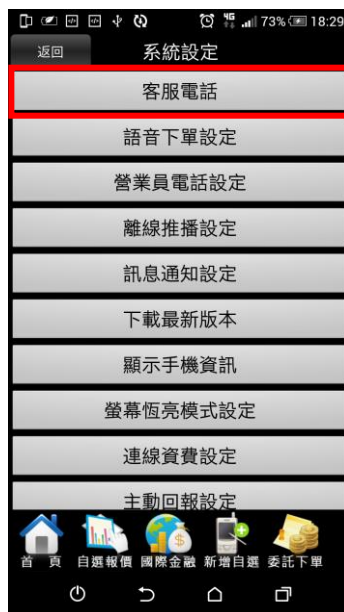 4G 73% 18:29
返回 系統設定
客服電話
語音下單設定
營業員電話設定
離線推播設定
訊息通知設定
下載最新版本
顯示手機資訊
螢幕恆亮模式設定
連線資費設定
主動回報設定
首 頁 自選報價 國際金融 新增自選 委託下單